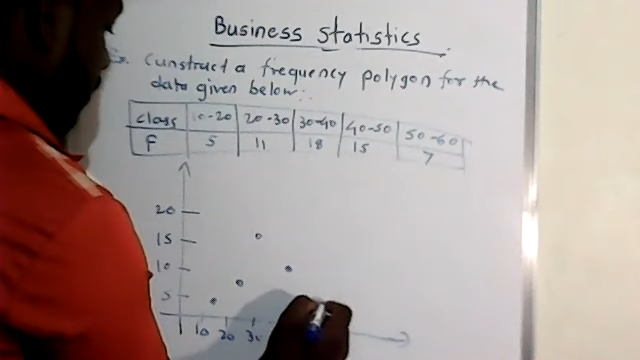 Business Statistics
Ex. Construct a frequency polygon for the
data given below:
class 10-20 20-30 30-40 40-50 50-60
F 5 11 18 15 7
20
15
10
5
10 20 30